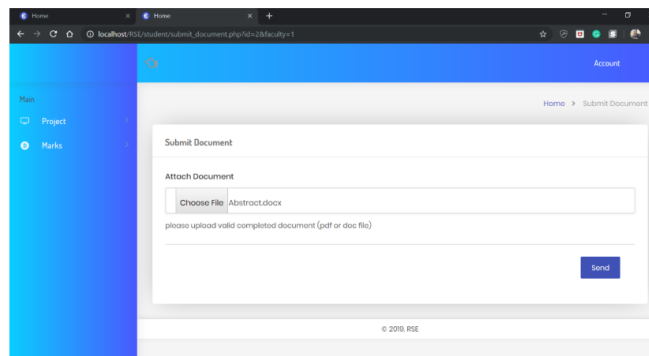 Home
Home
localhost/RSE/student/submit_document.php?id=2&faculty=1
Account
Main
Project
Marks
Home > Submit Document
Submit Document
Attach Document
Choose File Abstract.docx
please upload valid completed document (pdf or doc file)
Send
© 2019. RSE